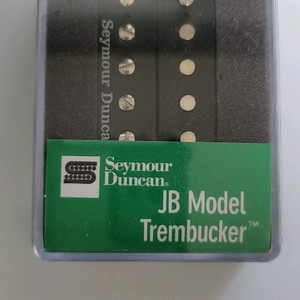 Seymour Duncan
Seymour
Duncan®
JB Model
Trembucker™